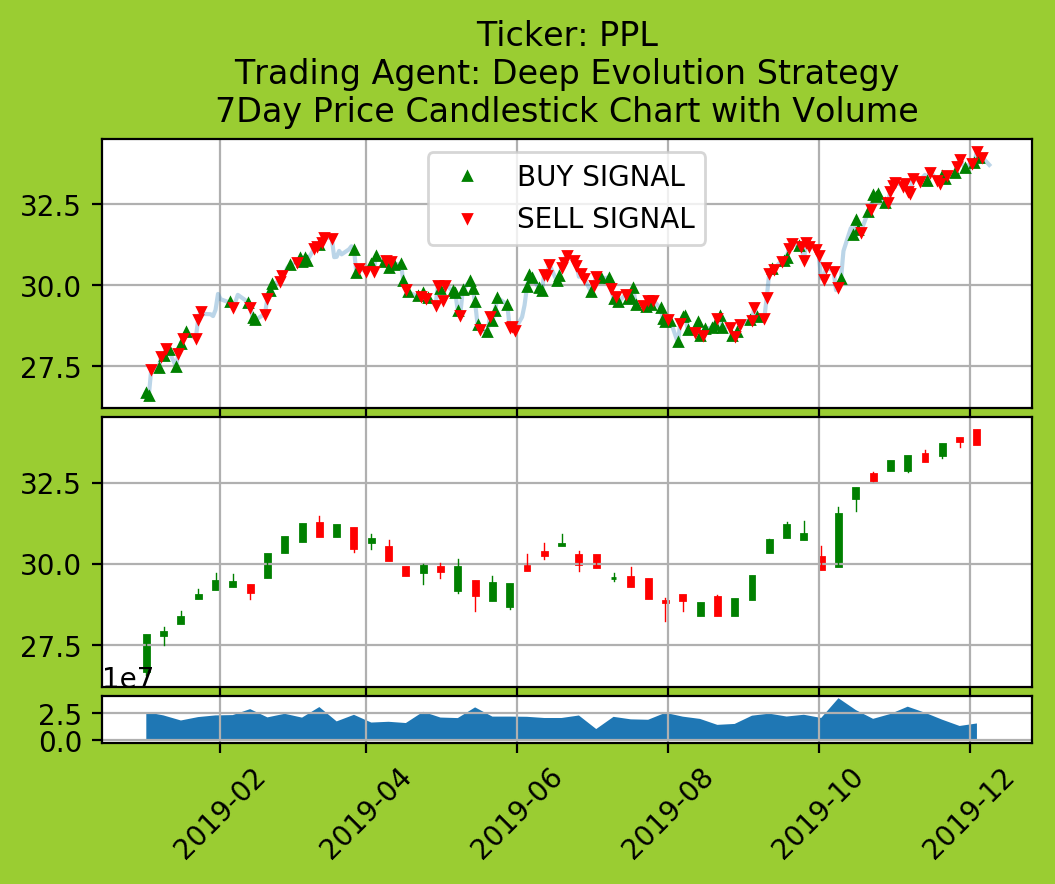 Ticker: PPL
Trading Agent: Deep Evolution Strategy
7Day Price Candlestick Chart with Volume
BUY SIGNAL
SELL SIGNAL
32.5
30.0
27.5
32.5
30.0
27.5
1e7
2.5
0.0
2019-02
2019-04
2019-06
2019-08
2019-10
2019-12